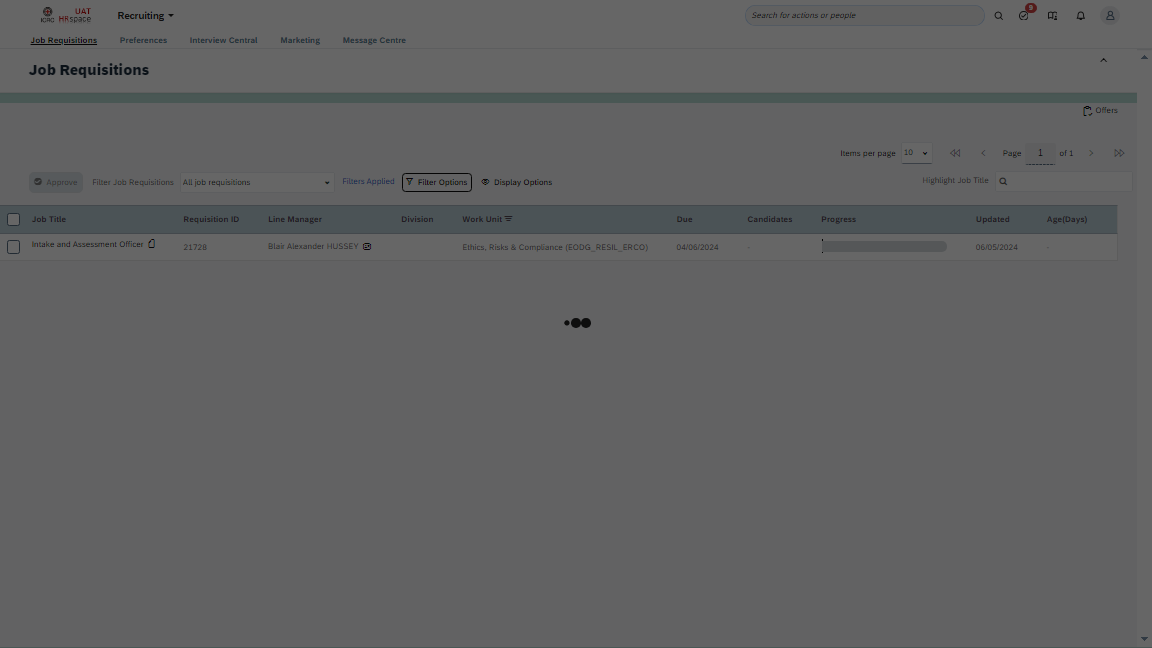 ICRC UAT HRspace Recruiting Search for actions or people 9
Job Requisitions Preferences Interview Central Marketing Message Centre
Job Requisitions
Offers
Items per page 10 Page 1 of 1
Approve Filter Job Requisitions All job requisitions Filters Applied Filter Options Display Options Highlight Job Title
Job Title Requisition ID Line Manager Division Work Unit Due Candidates Progress Updated Age(Days)
Intake and Assessment Officer 21728 Blair Alexander HUSSEY Ethics, Risks & Compliance (EODG_RESIL_ERCO) 04/06/2024 - 06/05/2024 -